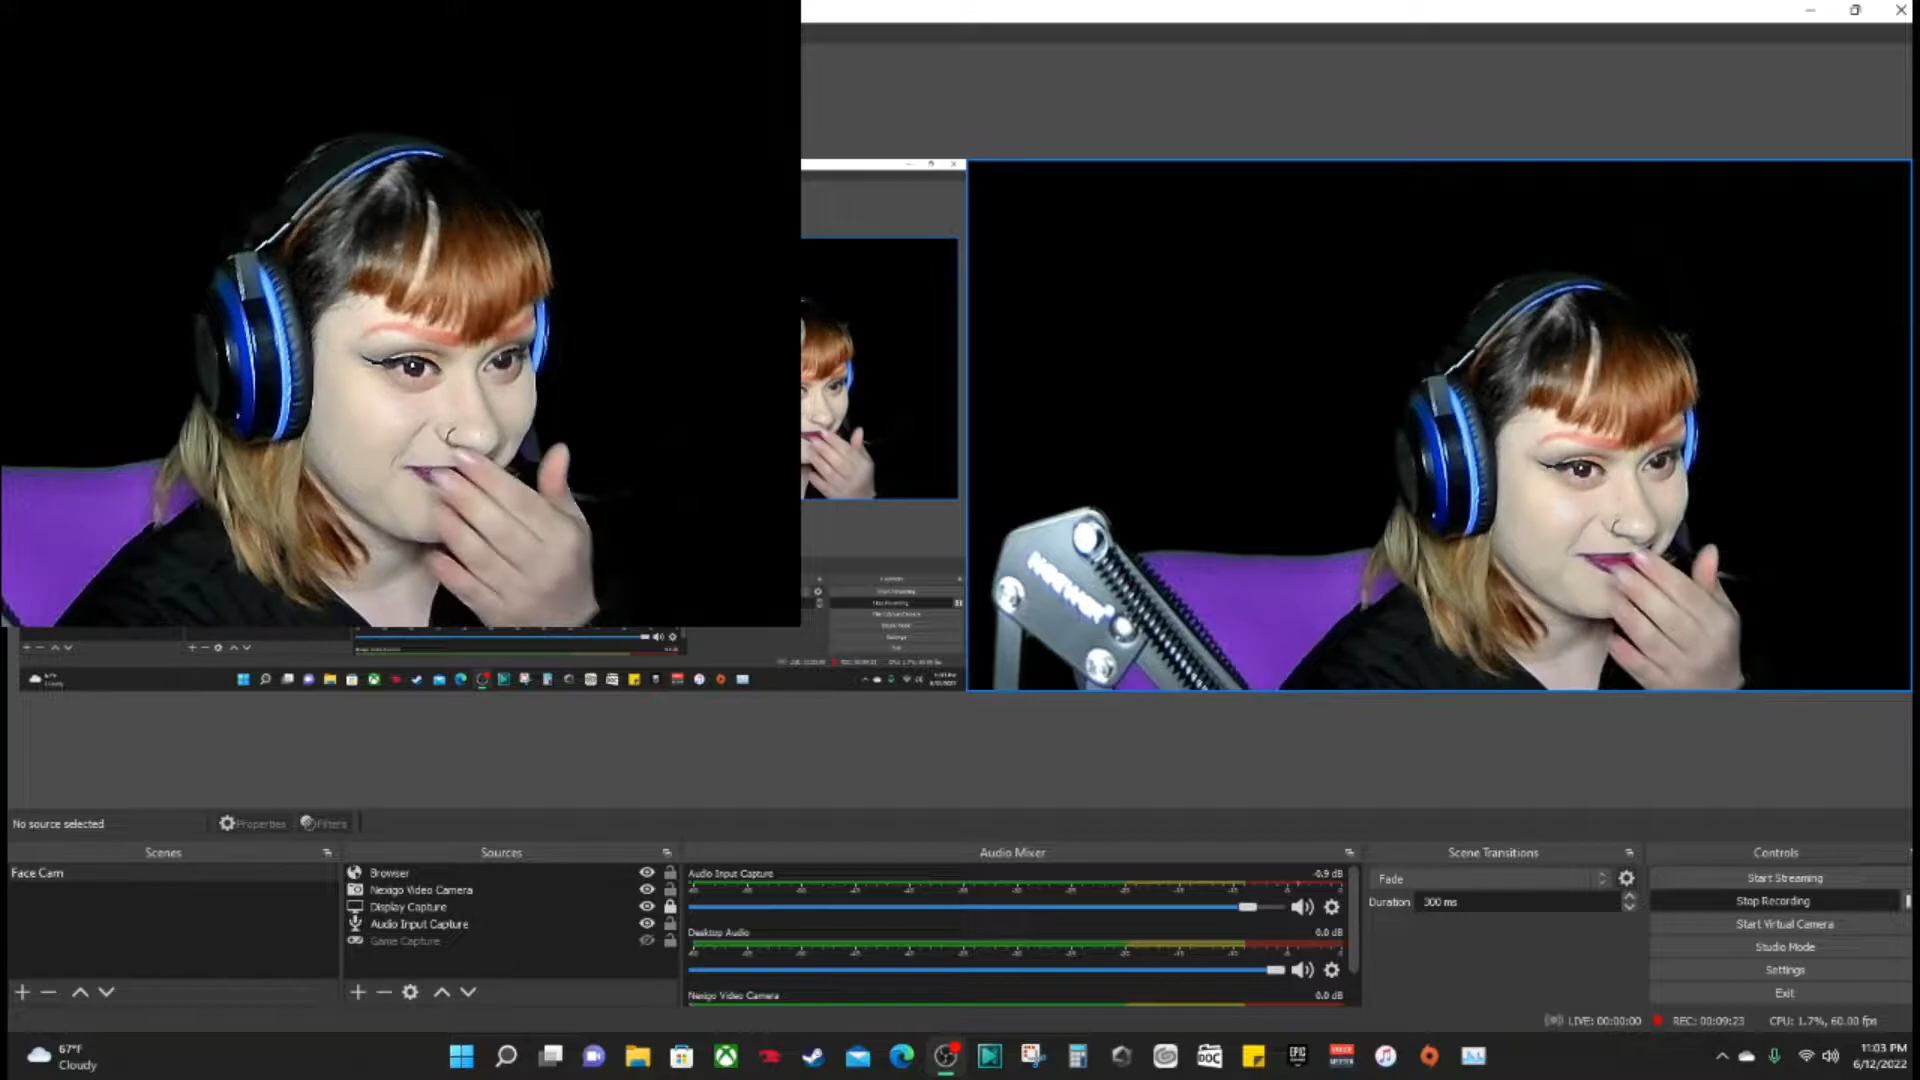 NEEWER
No source selected
Properties
Filters
Scenes
Face Cam
Sources
Browser
Nexigo Video Camera
Display Capture
Audio Input Capture
Game Capture
Audio Mixer
Audio Input Capture
-0.9 dB
Desktop Audio
0.0 dB
Nexigo Video Camera
0.0 dB
Scene Transitions
Fade
Duration 300 ms
Controls
Start Streaming
Stop Recording
Start Virtual Camera
Studio Mode
Settings
Exit
LIVE: 00:00:00 REC: 00:09:23 CPU: 1.7%, 60.00 fps
67°F
Cloudy
DOC
EPIC
11:03 PM
6/12/2022